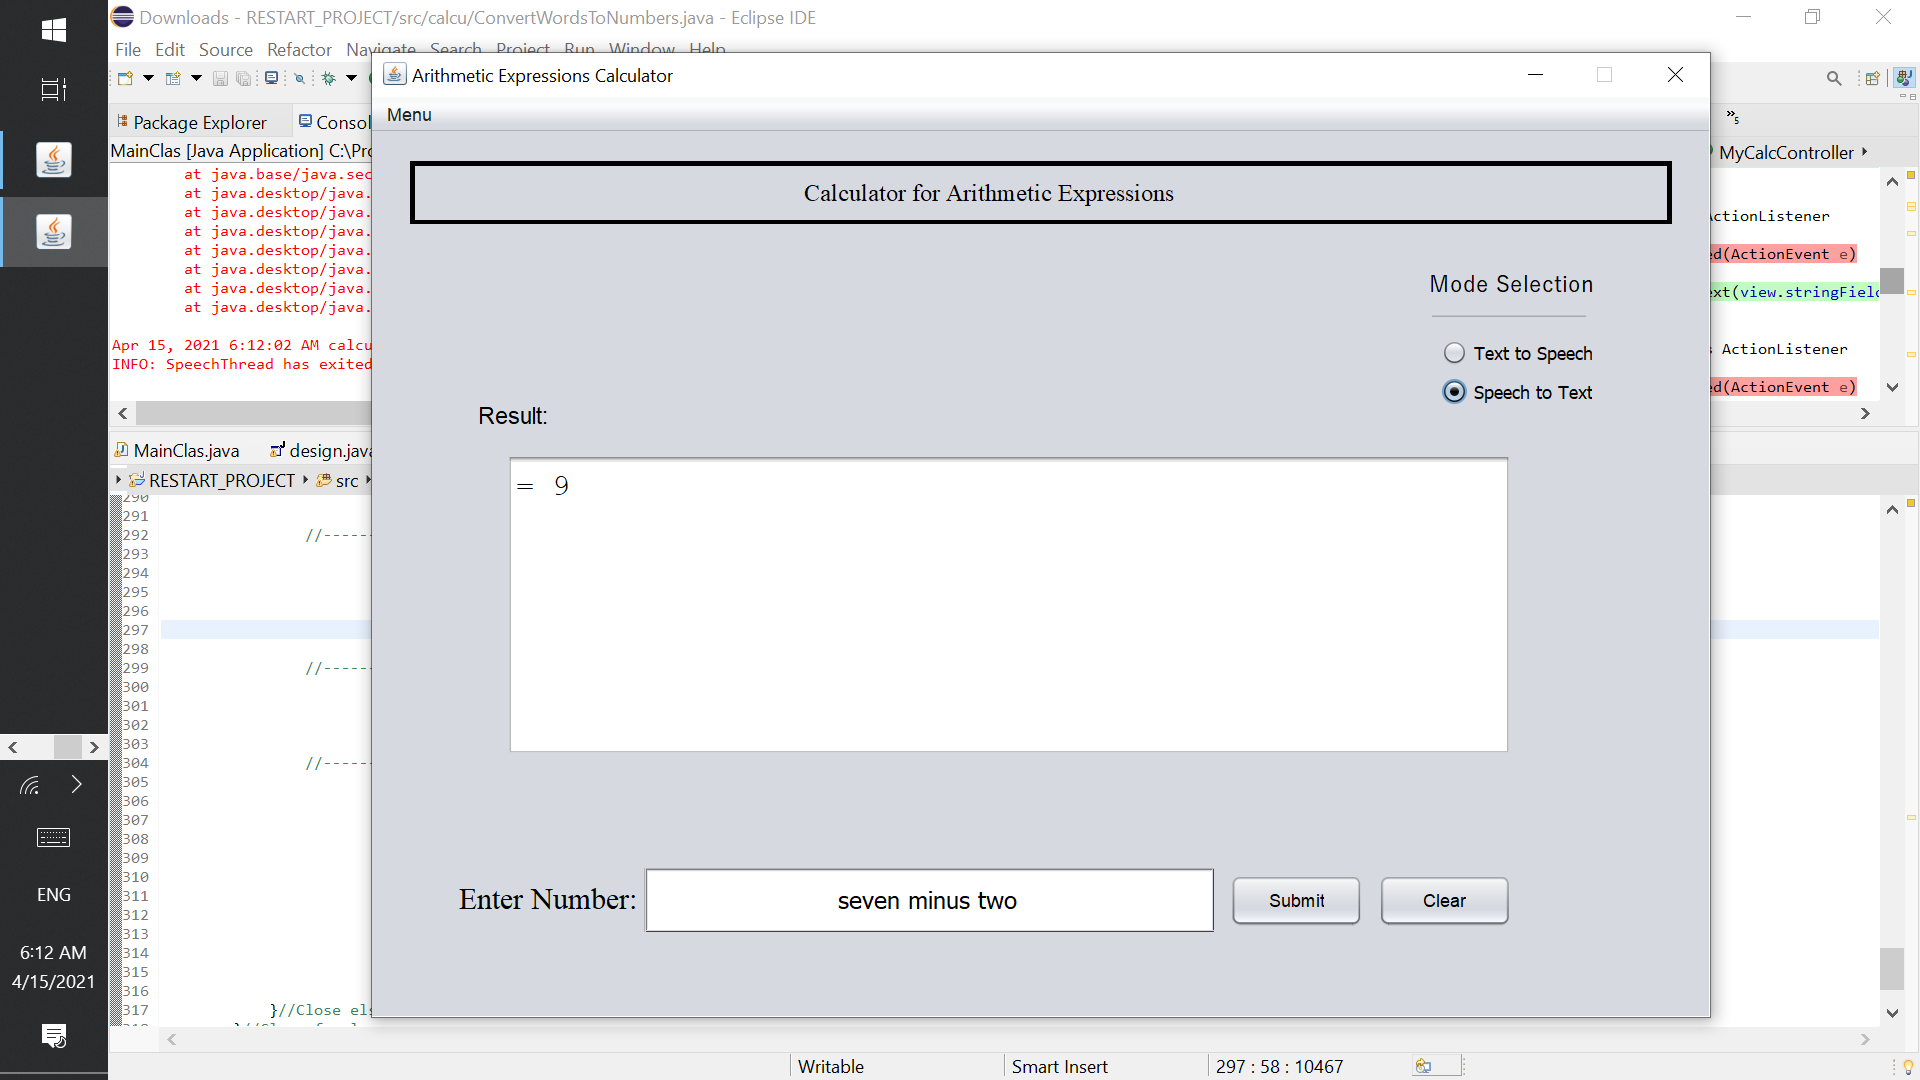 Downloads - RESTART_PROJECT/src/calcu/ConvertWordsToNumbers.java - Eclipse IDE
File Edit Source Refactor Navigate Search Project Run Window Help
Arithmetic Expressions Calculator
Menu
Package Explorer
Consol
MainClas [Java Application] C:\Pro
MyCalcController
Calculator for Arithmetic Expressions
at java.base/java.sec
at java.desktop/java.
at java.desktop/java.
at java.desktop/java.
at java.desktop/java.
at java.desktop/java.
at java.desktop/java.
at java.desktop/java.
Apr 15, 2021 6:12:02 AM calcu
INFO: SpeechThread has exited
ctionListener
ed(ActionEvent e)
ext(view.stringField
ActionListener
ed(ActionEvent e)
Mode Selection
Text to Speech
Speech to Text
Result:
= 9
MainClas.java
design.java
RESTART_PROJECT
src
290
291
292 //-----
293
294
295
296
297
298
299 //-----
300
301
302
303
304 //-----
305
306
307
308
309
310
311
312
313
314
315
316
317 }//Close els
Enter Number:
seven minus two
Submit
Clear
ENG
6:12 AM
4/15/2021
Writable
Smart Insert
297 : 58 : 10467